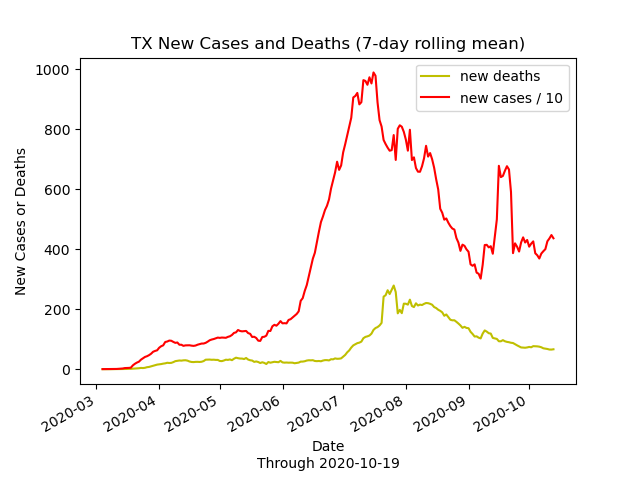 TX New Cases and Deaths (7-day rolling mean)
new deaths
new cases / 10
1000
800
600
400
200
0
New Cases or Deaths
2020-03
2020-04
2020-05
2020-06
2020-07
2020-08
2020-09
2020-10
Date
Through 2020-10-19